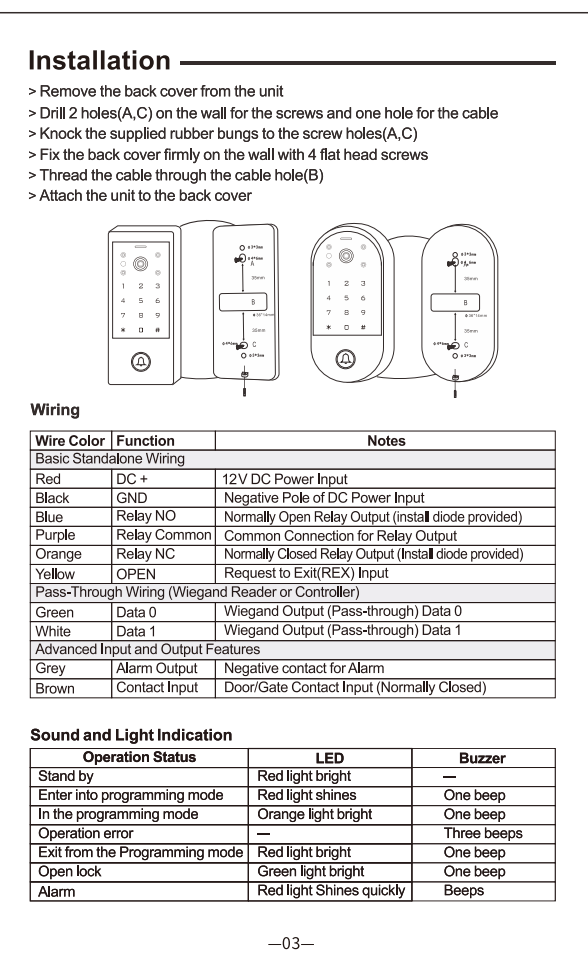 Installation
> Remove the back cover from the unit
> Drill 2 holes(A,C) on the wall for the screws and one hole for the cable
> Knock the supplied rubber bungs to the screw holes(A,C)
> Fix the back cover firmly on the wall with 4 flat head screws
> Thread the cable through the cable hole(B)
> Attach the unit to the back cover
1 2 3
4 5 6
7 8 9
* 0 #
A
35mm
B
35mm
C
1 2 3
4 5 6
7 8 9
* 0 #
35mm
B
35mm
C
Wiring
Wire Color Function Notes
Basic Standalone Wiring
Red DC + 12V DC Power Input
Black GND Negative Pole of DC Power Input
Blue Relay NO Normally Open Relay Output (install diode provided)
Purple Relay Common Common Connection for Relay Output
Orange Relay NC Normally Closed Relay Output (Install diode provided)
Yellow OPEN Request to Exit(REX) Input
Pass-Through Wiring (Wiegand Reader or Controller)
Green Data 0 Wiegand Output (Pass-through) Data 0
White Data 1 Wiegand Output (Pass-through) Data 1
Advanced Input and Output Features
Grey Alarm Output Negative contact for Alarm
Brown Contact Input Door/Gate Contact Input (Normally Closed)
Sound and Light Indication
Operation Status LED Buzzer
Stand by Red light bright —
Enter into programming mode Red light shines One beep
In the programming mode Orange light bright One beep
Operation error — Three beeps
Exit from the Programming mode Red light bright One beep
Open lock Green light bright One beep
Alarm Red light Shines quickly Beeps
—03—